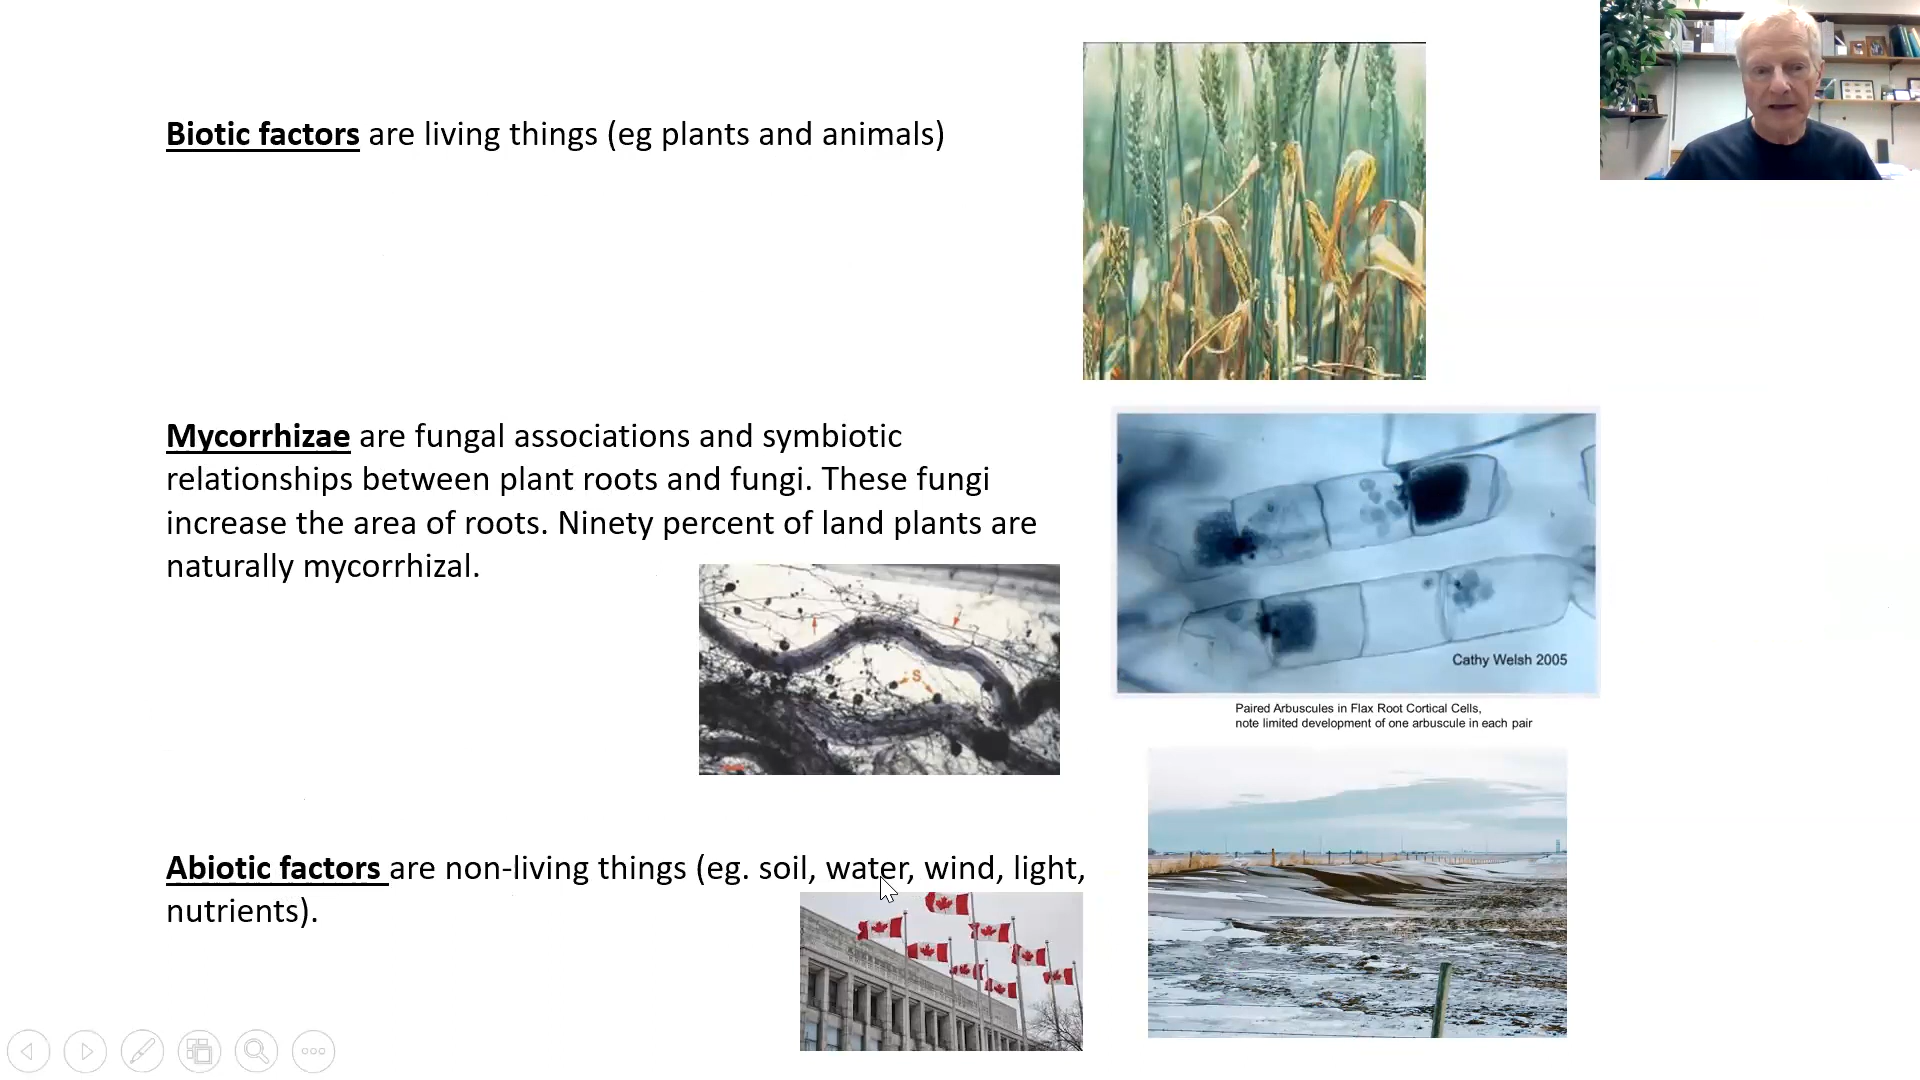 Biotic factors are living things (eg plants and animals)
Mycorrhizae are fungal associations and symbiotic
relationships between plant roots and fungi. These fungi
increase the area of roots. Ninety percent of land plants are
naturally mycorrhizal.
S
Cathy Welsh 2005
Paired Arbuscules in Flax Root Cortical Cells,
note limited development of one arbuscule in each pair
Abiotic factors are non-living things (eg. soil, water, wind, light,
nutrients).